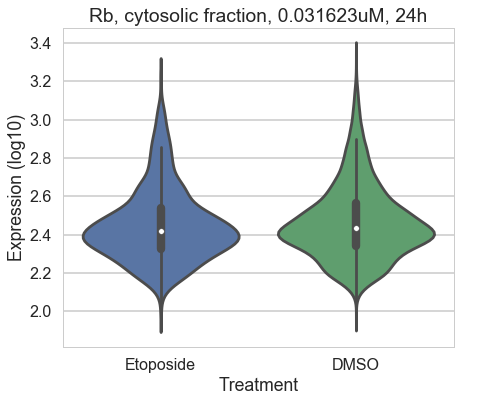 Rb, cytosolic fraction, 0.031623uM, 24h
Expression (log10)
3.4
3.2
3.0
2.8
2.6
2.4
2.2
2.0
Etoposide
DMSO
Treatment